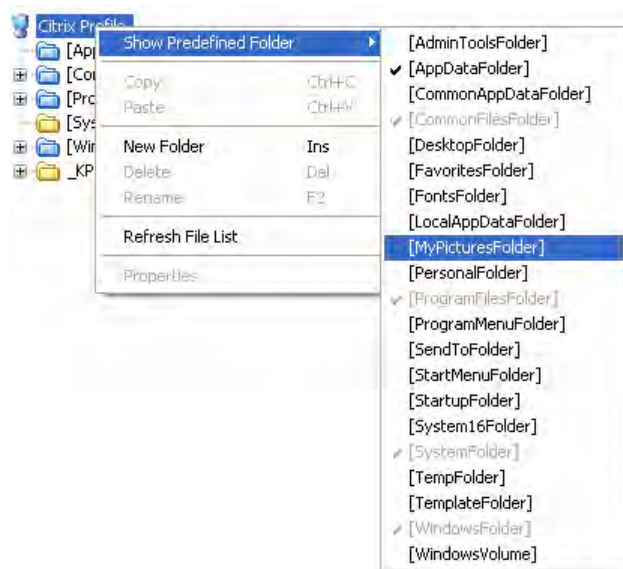 Citrix Profile
[App
[Co
[Pro
[Sys
[Win
_KP
Show Predefined Folder
Copy Ctrl+C
Paste Ctrl+V
New Folder Ins
Delete Del
Rename F2
Refresh File List
Properties
[AdminToolsFolder]
[AppDataFolder]
[CommonAppDataFolder]
[CommonFilesFolder]
[DesktopFolder]
[FavoritesFolder]
[FontsFolder]
[LocalAppDataFolder]
[MyPicturesFolder]
[PersonalFolder]
[ProgramFilesFolder]
[ProgramMenuFolder]
[SendToFolder]
[StartMenuFolder]
[StartupFolder]
[System16Folder]
[SystemFolder]
[TempFolder]
[TemplateFolder]
[WindowsFolder]
[WindowsVolume]